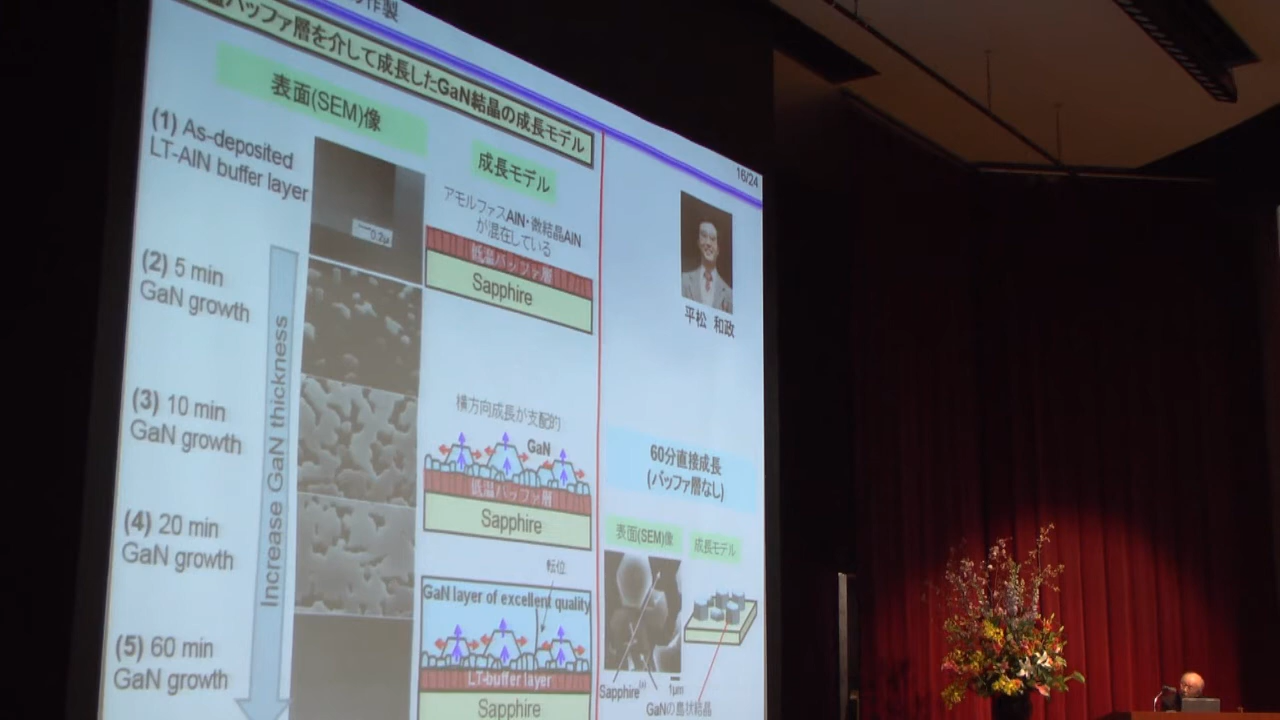 の作製
バッファ層を介して成長したGaN結晶の成長モデル
16/24
表面(SEM)像
成長モデル
(1) As-deposited
LT-AlN buffer layer
0.2μ
アモルファスAlN・微結晶AlN
が混在している
低温バッファ層
Sapphire
平松 和政
(2) 5 min
GaN growth
Increase GaN thickness
(3) 10 min
GaN growth
横方向成長が支配的
GaN
低温バッファ層
Sapphire
60分直接成長
(バッファ層なし)
(4) 20 min
GaN growth
転位
GaN layer of excellent quality
LT-buffer layer
Sapphire
(5) 60 min
GaN growth
表面(SEM)像
成長モデル
Sapphire
1μm
GaNの島状結晶